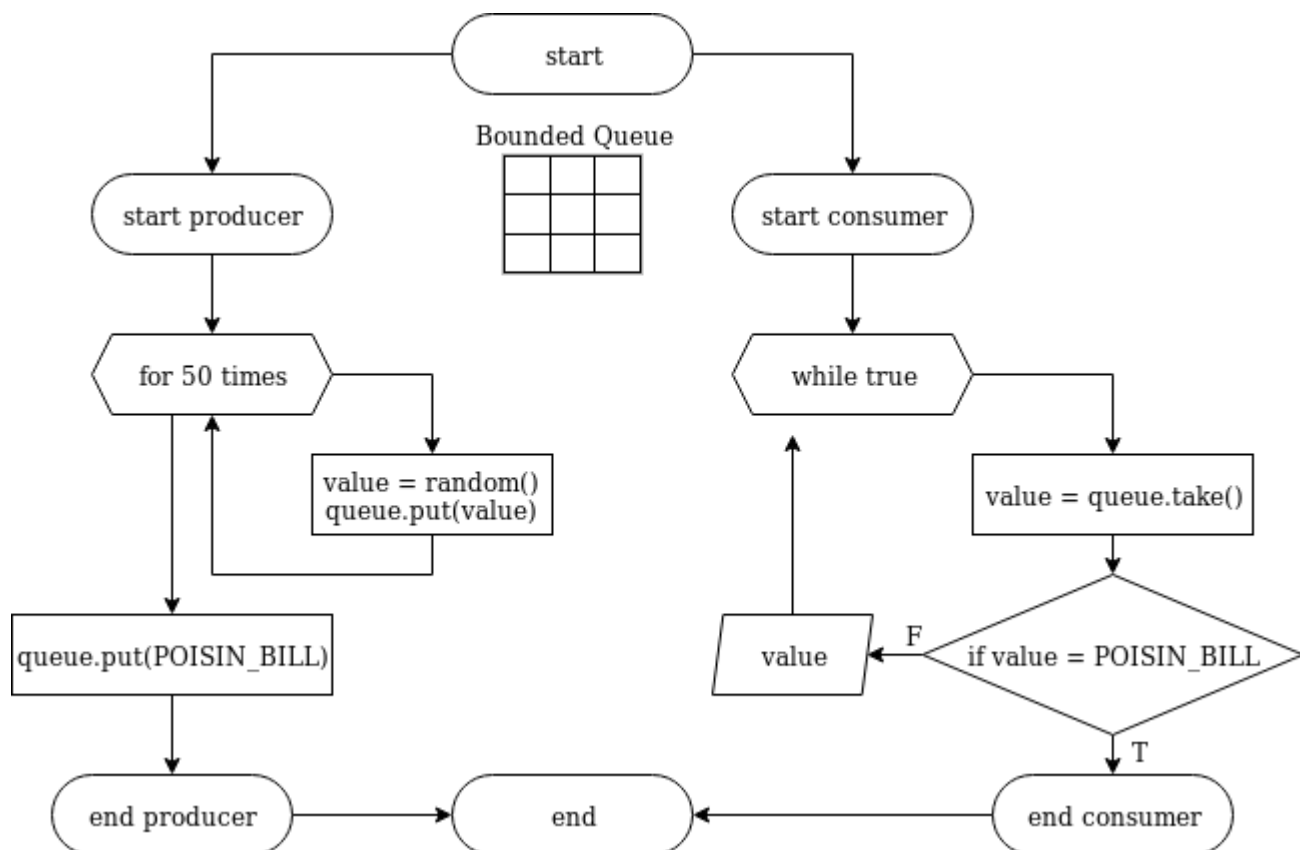 start
Bounded Queue
start producer
start consumer
for 50 times
while true
value = random()
queue.put(value)
value = queue.take()
queue.put(POISIN_BILL)
value
F
if value = POISIN_BILL
T
end producer
end
end consumer